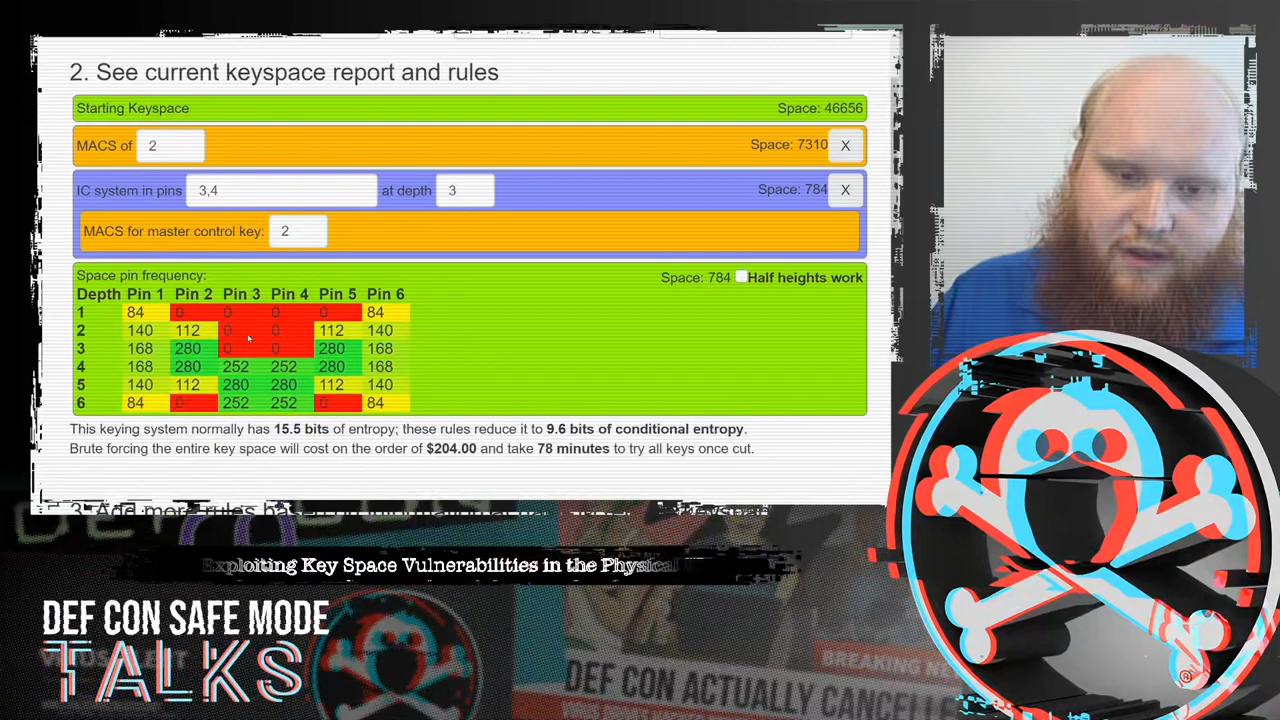 2. See current keyspace report and rules
Starting Keyspace Space: 46656
MACS of 2 Space: 7310 X
IC system in pins 3,4 at depth 3 Space: 784 X
MACS for master control key: 2
Space pin frequency: Space: 784 Half heights work
Depth Pin 1 Pin 2 Pin 3 Pin 4 Pin 5 Pin 6
1 84 0 0 0 0 84
2 140 112 0 0 112 140
3 168 280 0 0 280 168
4 168 280 252 252 280 168
5 140 112 280 280 112 140
6 84 0 252 252 0 84
This keying system normally has 15.5 bits of entropy; these rules reduce it to 9.6 bits of conditional entropy.
Brute forcing the entire key space will cost on the order of $204.00 and take 78 minutes to try all keys once cut.
3. Add more rules based on
Exploiting Key Space Vulnerabilities in the Physical
DEF CON SAFE MODE
TALKS
BREAKING NE
DEF CON ACTUALLY CANCELLE
®